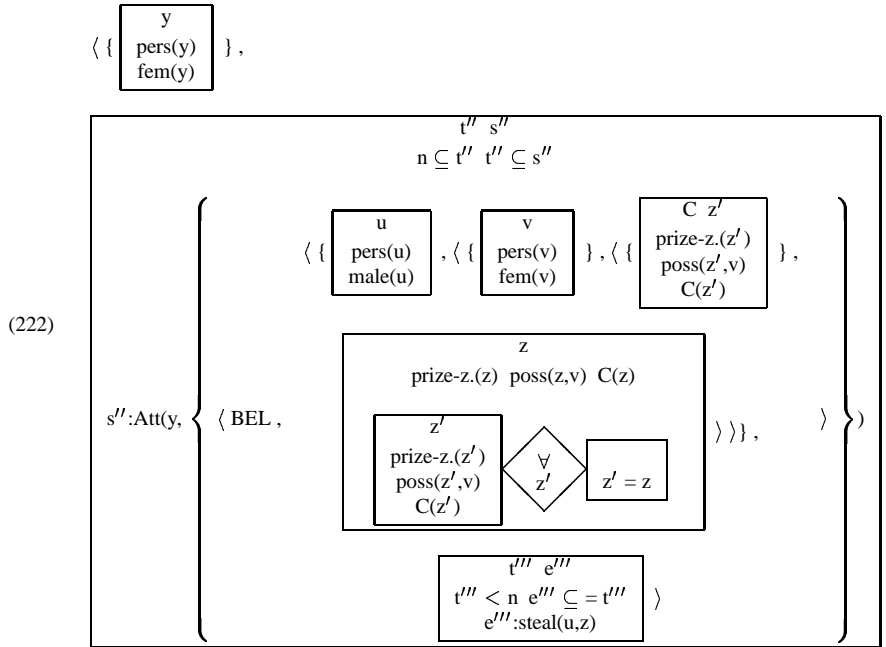 y
⟨ { pers(y) } ,
fem(y)
t″ s″
n ⊆ t″ t″ ⊆ s″
u v C z′
⟨ { pers(u) , ⟨ { pers(v) } , ⟨ { prize-z.(z′) } ,
male(u) fem(v) poss(z′,v)
C(z′)
(222)
z
prize-z.(z) poss(z,v) C(z)
s″:Att(y, { ⟨ BEL , ⟩ ⟩} , ⟩ } )
z′
prize-z.(z′) ∀
poss(z′,v) z′ z′ = z
C(z′)
t‴ e‴
t‴ < n e‴ ⊆ = t‴ ⟩
e‴:steal(u,z)